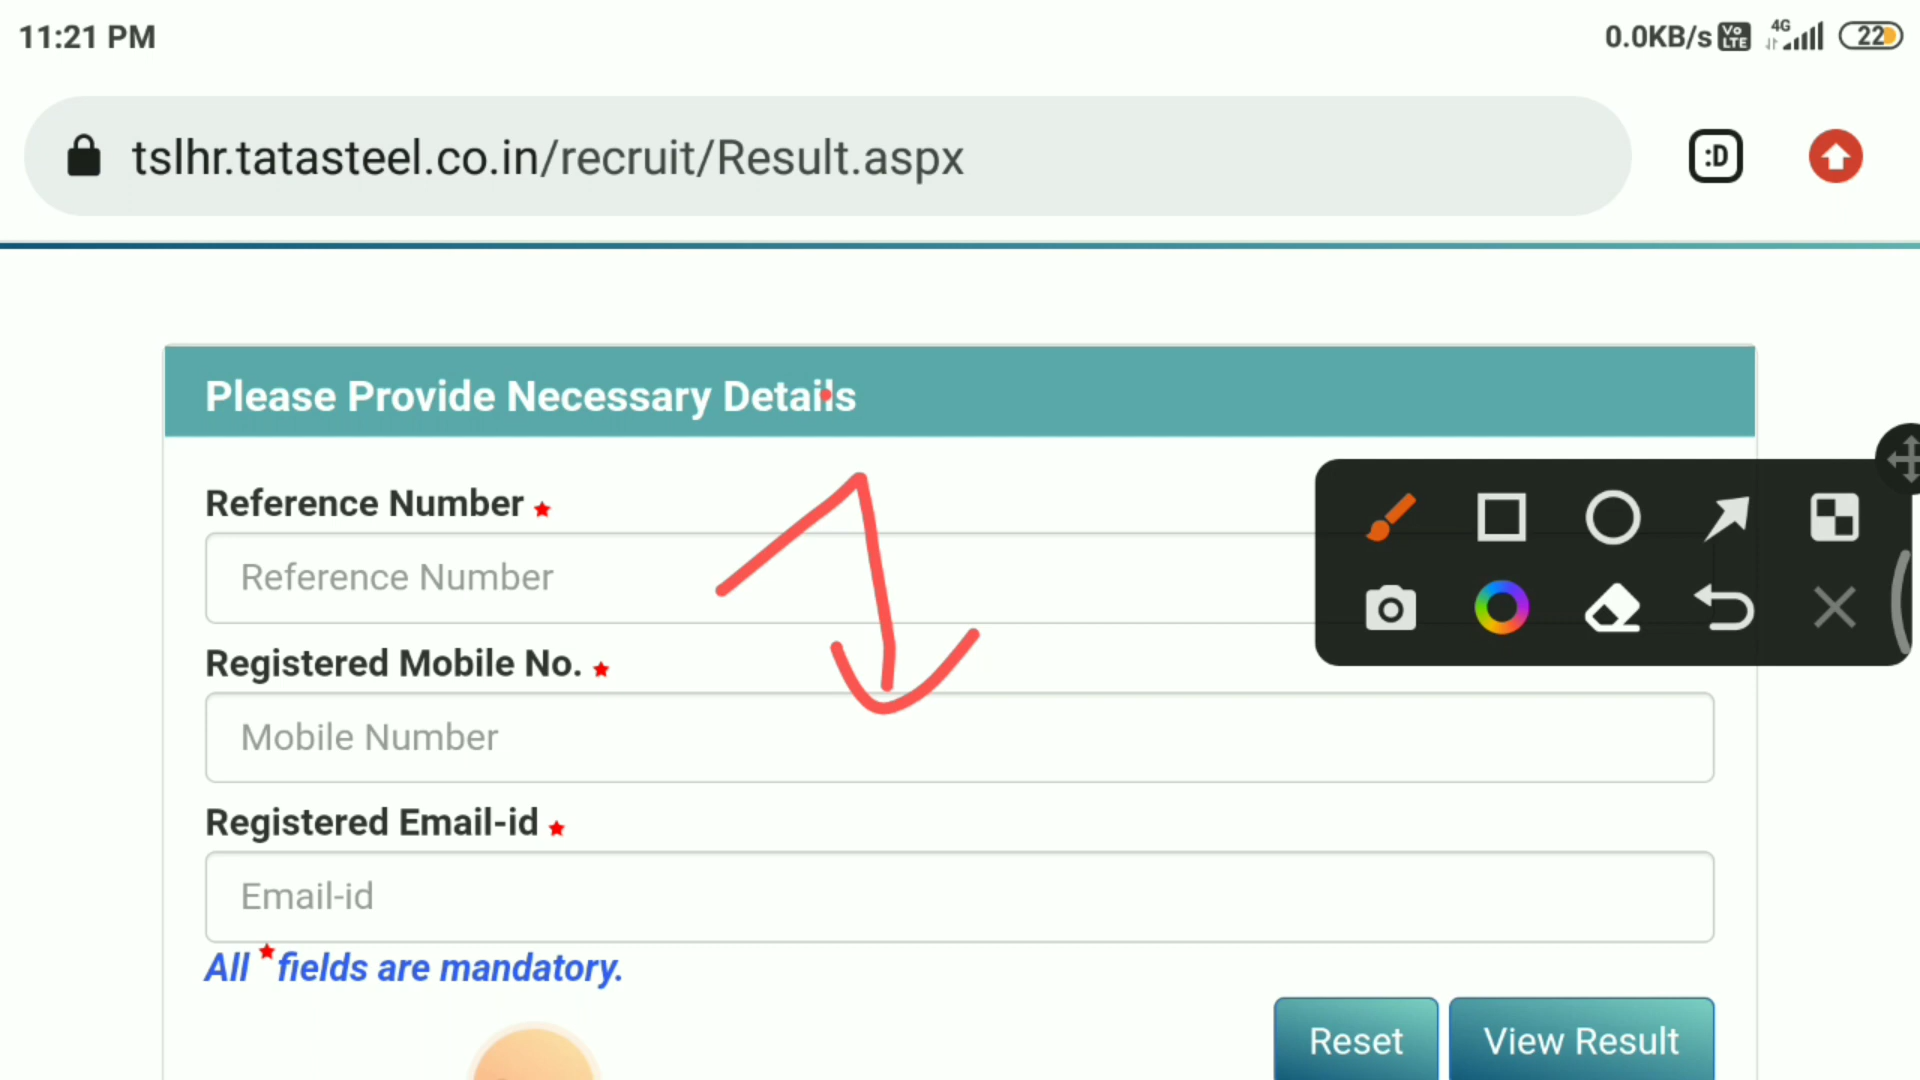 11:21 PM
0.0KB/s Vo LTE 4G 22
tslhr.tatasteel.co.in/recruit/Result.aspx
:D
Please Provide Necessary Details
Reference Number *
Reference Number
Registered Mobile No. *
Mobile Number
Registered Email-id *
Email-id
All * fields are mandatory.
Reset View Result